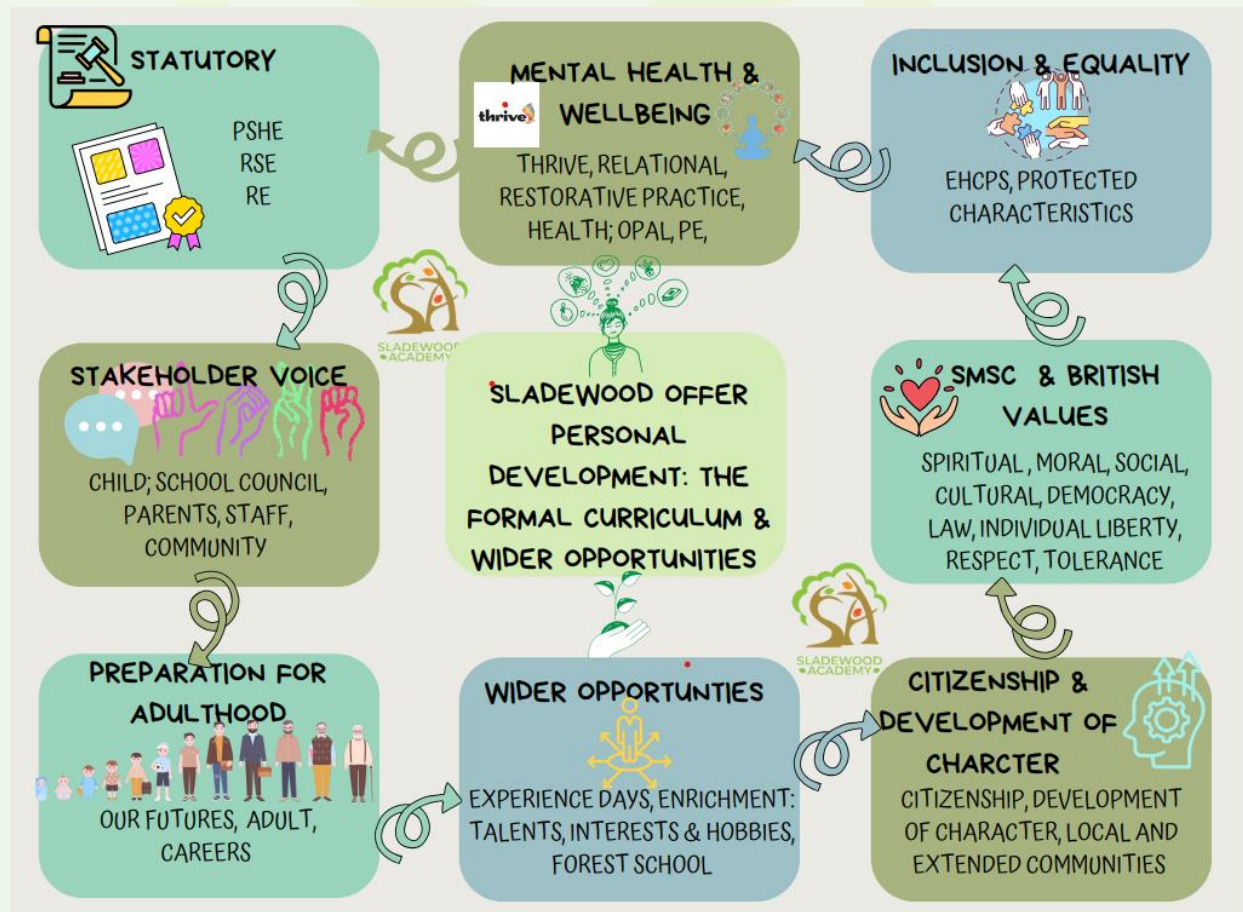 STATUTORY
PSHE
RSE
RE
MENTAL HEALTH &
WELLBEING
thrive
THRIVE, RELATIONAL,
RESTORATIVE PRACTICE,
HEALTH; OPAL, PE,
INCLUSION & EQUALITY
EHCPS, PROTECTED
CHARACTERISTICS
SLADEWOOD
ACADEMY
STAKEHOLDER VOICE
CHILD; SCHOOL COUNCIL,
PARENTS, STAFF,
COMMUNITY
SLADEWOOD OFFER
PERSONAL
DEVELOPMENT: THE
FORMAL CURRICULUM &
WIDER OPPORTUNITIES
SMSC & BRITISH
VALUES
SPIRITUAL, MORAL, SOCIAL,
CULTURAL, DEMOCRACY,
LAW, INDIVIDUAL LIBERTY,
RESPECT, TOLERANCE
SLADEWOOD
ACADEMY
PREPARATION FOR
ADULTHOOD
OUR FUTURES, ADULT,
CAREERS
WIDER OPPORTUNTIES
EXPERIENCE DAYS, ENRICHMENT:
TALENTS, INTERESTS & HOBBIES,
FOREST SCHOOL
CITIZENSHIP &
DEVELOPMENT OF
CHARCTER
CITIZENSHIP, DEVELOPMENT
OF CHARACTER, LOCAL AND
EXTENDED COMMUNITIES